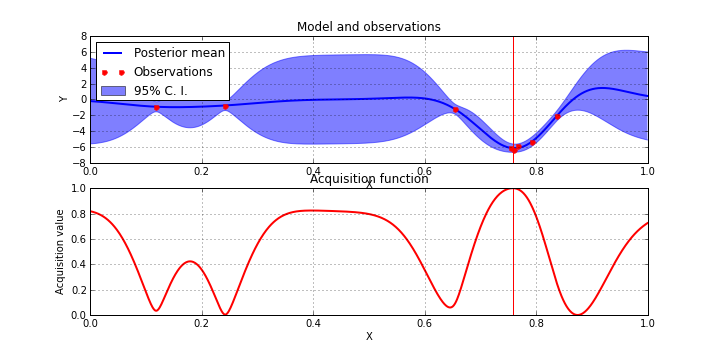 Model and observations
8
6
4
2
0
−2
−4
−6
−8
Y
Posterior mean
Observations
95% C. I.
0.0 0.2 0.4 0.6 0.8 1.0
X
Acquisition function
1.0
0.8
0.6
0.4
0.2
0.0
Acquisition value
0.0 0.2 0.4 0.6 0.8 1.0
X